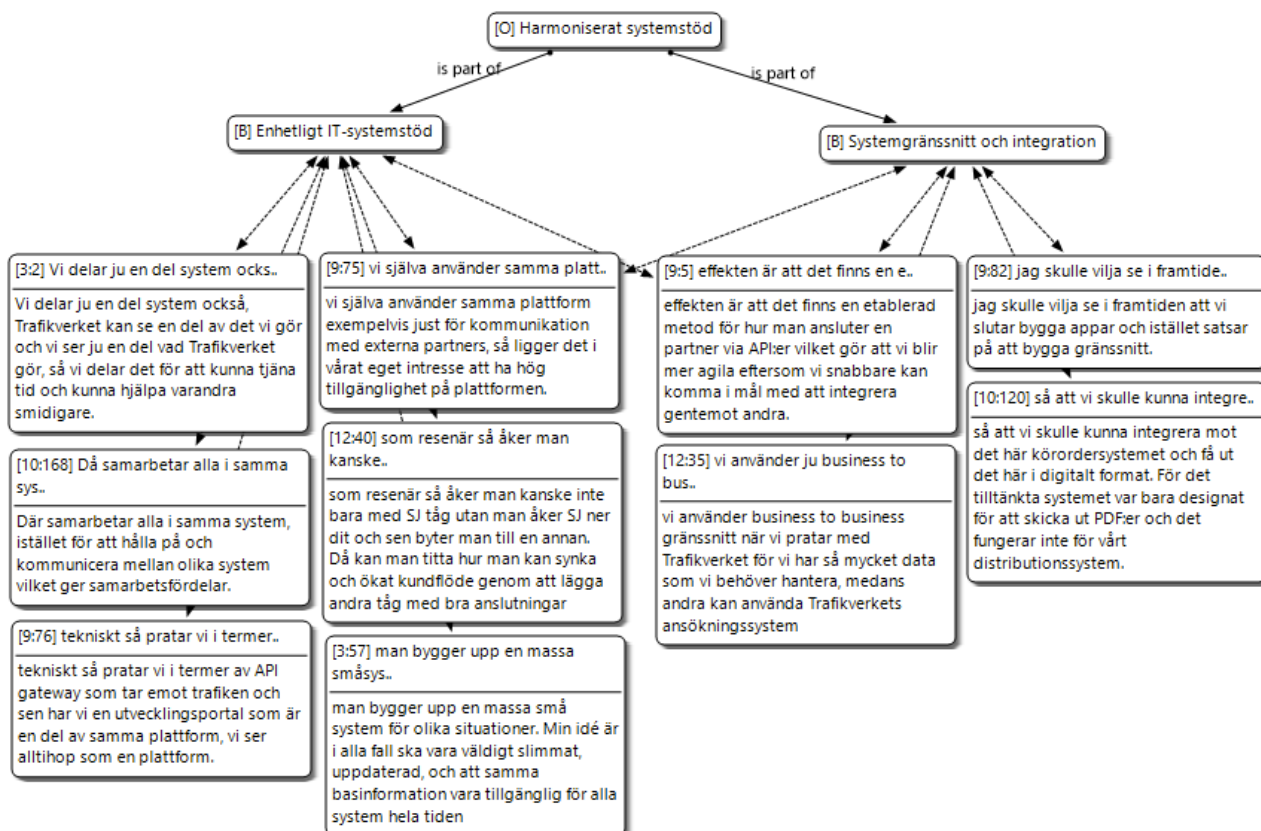 [O] Harmoniserat systemstöd
is part of
is part of
[B] Enhetligt IT-systemstöd
[B] Systemgränssnitt och integration
[3:2] Vi delar ju en del system ocks..
Vi delar ju en del system också,
Trafikverket kan se en del av det vi gör
och vi ser ju en del vad Trafikverket
gör, så vi delar det för att kunna tjäna
tid och kunna hjälpa varandra
smidigare.
[10:168] Då samarbetar alla i samma
sys..
Där samarbetar alla i samma system,
istället för att hålla på och
kommunicera mellan olika system
vilket ger samarbetsfördelar.
[9:76] tekniskt så pratar vi i termer..
tekniskt så pratar vi i termer av API
gateway som tar emot trafiken och
sen har vi en utvecklingsportal som är
en del av samma plattform, vi ser
alltihop som en plattform.
[9:75] vi själva använder samma platt..
vi själva använder samma plattform
exempelvis just för kommunikation
med externa partners, så ligger det i
vårat eget intresse att ha hög
tillgänglighet på plattformen.
[12:40] som resenär så åker man
kanske..
som resenär så åker man kanske inte
bara med SJ tåg utan man åker SJ ner
dit och sen byter man till en annan.
Då kan man titta hur man kan synka
och ökat kundflöde genom att lägga
andra tåg med bra anslutningar
[3:57] man bygger upp en massa
småsys..
man bygger upp en massa små
system för olika situationer. Min idé är
i alla fall ska vara väldigt slimmat,
uppdaterad, och att samma
basinformation vara tillgänglig för alla
system hela tiden
[9:5] effekten är att det finns en e..
effekten är att det finns en etablerad
metod för hur man ansluter en
partner via API:er vilket gör att vi blir
mer agila eftersom vi snabbare kan
komma i mål med att integrera
gentemot andra.
[12:35] vi använder ju business to
bus..
vi använder business to business
gränssnitt när vi pratar med
Trafikverket för vi har så mycket data
som vi behöver hantera, medans
andra kan använda Trafikverkets
ansökningssystem
[9:82] jag skulle vilja se i framtide..
jag skulle vilja se i framtiden att vi
slutar bygga appar och istället satsar
på att bygga gränssnitt.
[10:120] så att vi skulle kunna integre..
så att vi skulle kunna integrera mot
det här körordersystemet och få ut
det här i digitalt format. För det
tilltänkta systemet var bara designat
för att skicka ut PDF:er och det
fungerar inte för vårt
distributionssystem.